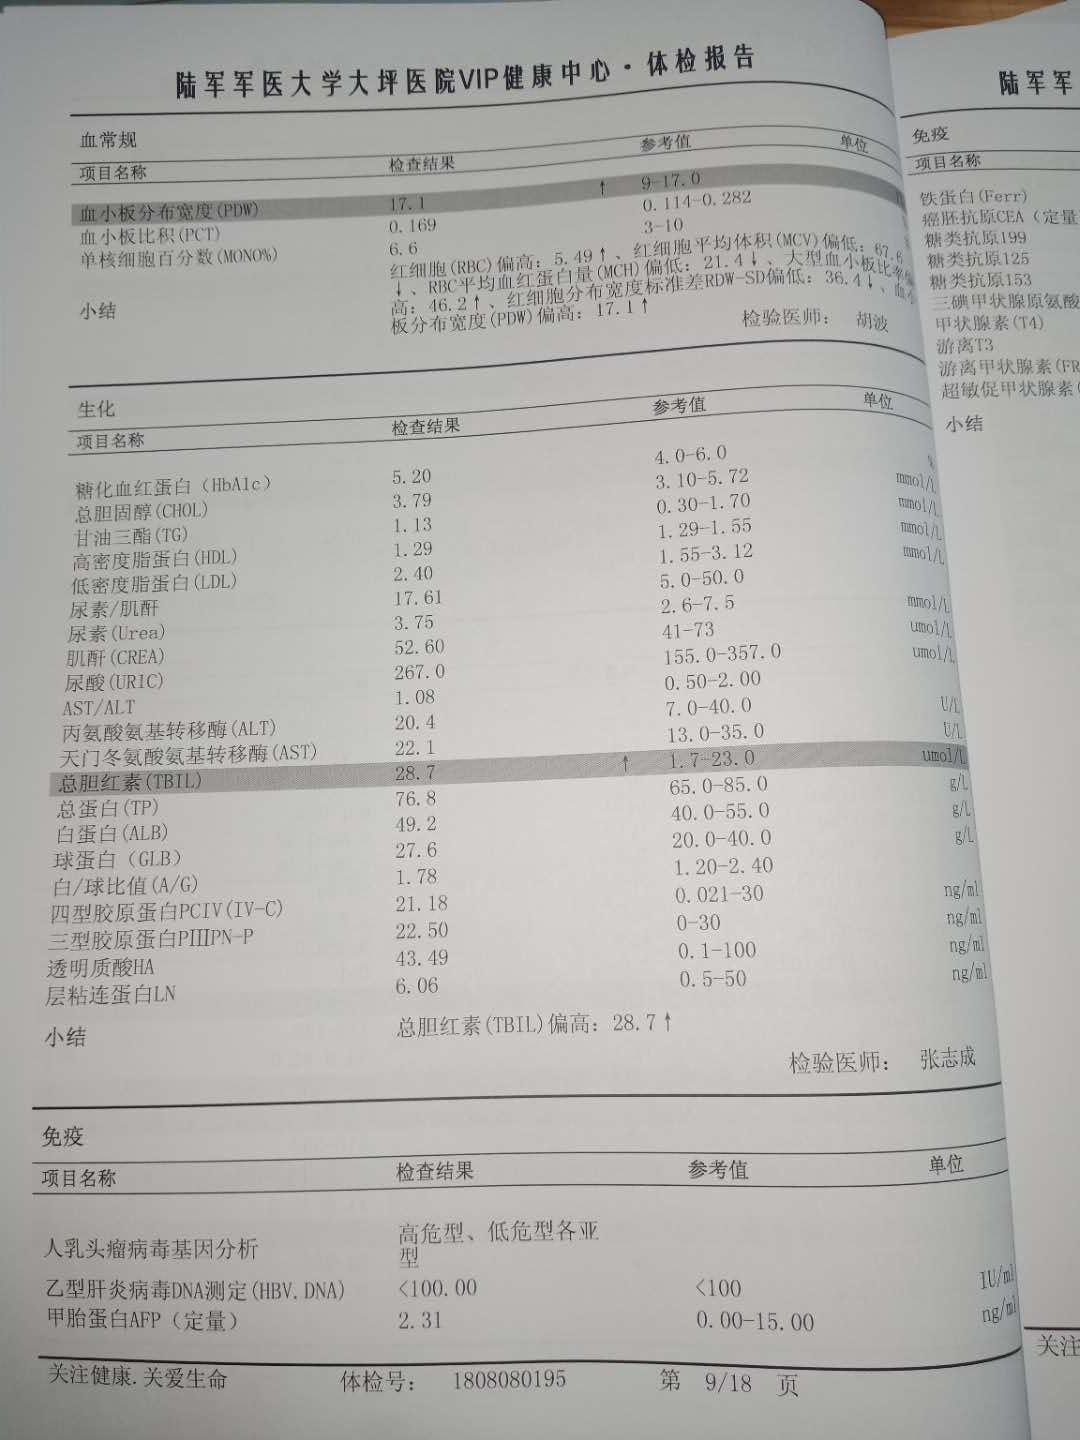 陆军军医大学大坪医院VIP健康中心·体检报告
血常规
项目名称 检查结果 参考值 单位
血小板分布宽度(PDW) 17.1 ↑ 9-17.0
血小板比积(PCT) 0.169 0.114-0.282
单核细胞百分数(MONO%) 6.6 3-10
小结 红细胞(RBC)偏高: 5.49↑、红细胞平均体积(MCV)偏低: 67.6
↓、RBC平均血红蛋白量(MCH)偏低: 21.4↓、大型血小板比率偏
高: 46.2↑、红细胞分布宽度标准差RDW-SD偏低: 36.4↓、血小
板分布宽度(PDW)偏高: 17.1↑
检验医师: 胡波
生化
项目名称 检查结果 参考值 单位
糖化血红蛋白（HbA1c） 5.20 4.0-6.0 %
总胆固醇(CHOL) 3.79 3.10-5.72 mmol/L
甘油三酯(TG) 1.13 0.30-1.70 mmol/L
高密度脂蛋白(HDL) 1.29 1.29-1.55 mmol/L
低密度脂蛋白(LDL) 2.40 1.55-3.12 mmol/L
尿素/肌酐 17.61 5.0-50.0
尿素(Urea) 3.75 2.6-7.5 mmol/L
肌酐(CREA) 52.60 41-73 umol/L
尿酸(URIC) 267.0 155.0-357.0 umol/L
AST/ALT 1.08 0.50-2.00
丙氨酸氨基转移酶(ALT) 20.4 7.0-40.0 U/L
天门冬氨酸氨基转移酶(AST) 22.1 13.0-35.0 U/L
总胆红素(TBIL) 28.7 ↑ 1.7-23.0 umol/L
总蛋白(TP) 76.8 65.0-85.0 g/L
白蛋白(ALB) 49.2 40.0-55.0 g/L
球蛋白（GLB） 27.6 20.0-40.0 g/L
白/球比值(A/G) 1.78 1.20-2.40
四型胶原蛋白PCIV(IV-C) 21.18 0.021-30 ng/ml
三型胶原蛋白PⅢPN-P 22.50 0-30 ng/ml
透明质酸HA 43.49 0.1-100 ng/ml
层粘连蛋白LN 6.06 0.5-50 ng/ml
小结 总胆红素(TBIL)偏高: 28.7↑
检验医师: 张志成
免疫
项目名称 检查结果 参考值 单位
人乳头瘤病毒基因分析 高危型、低危型各亚
型
乙型肝炎病毒DNA测定(HBV.DNA) <100.00 <100 IU/ml
甲胎蛋白AFP（定量） 2.31 0.00-15.00 ng/ml
关注健康.关爱生命 体检号: 1808080195 第 9/18 页
陆军军
免疫
项目名称
铁蛋白(Ferr)
癌胚抗原CEA（定量
糖类抗原199
糖类抗原125
糖类抗原153
三碘甲状腺原氨酸
甲状腺素(T4)
游离T3
游离甲状腺素(FR
超敏促甲状腺素(
小结
关注